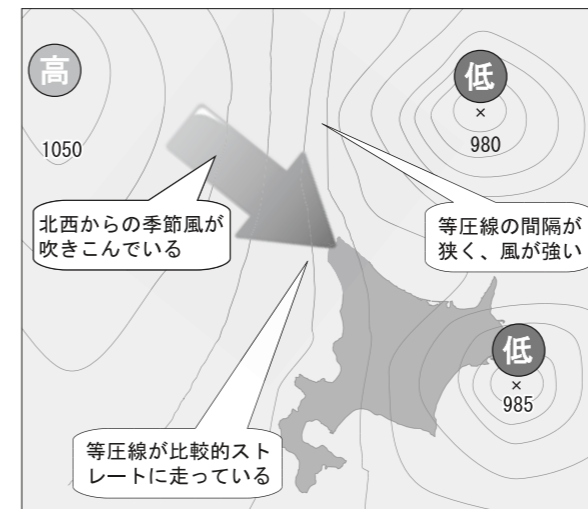 高
1050
低
×
980
北西からの季節風が
吹きこんでいる
等圧線の間隔が
狭く、風が強い
低
×
985
等圧線が比較的スト
レートに走っている